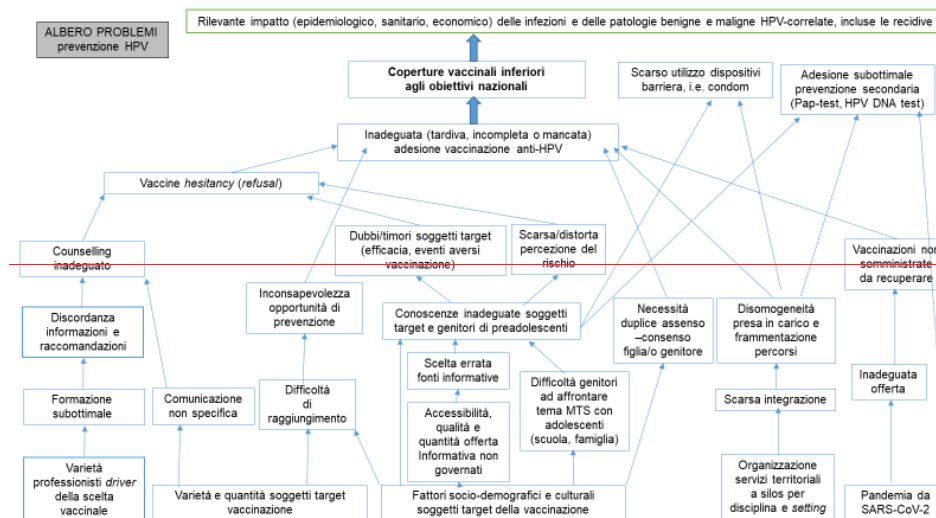 ALBERO PROBLEMI
prevenzione HPV
Rilevante impatto (epidemiologico, sanitario, economico) delle infezioni e delle patologie benigne e maligne HPV-correlate, incluse le recidive
Coperture vaccinali inferiori
agli obiettivi nazionali
Scarso utilizzo dispositivi
barriera, i.e. condom
Adesione subottimale
prevenzione secondaria
(Pap-test, HPV DNA test)
Inadeguata (tardiva, incompleta o mancata)
adesione vaccinazione anti-HPV
Vaccine hesitancy (refusal)
Counselling
inadeguato
Dubbi/timori soggetti target
(efficacia, eventi aversi
vaccinazione)
Scarsa/distorta
percezione del
rischio
Vaccinazioni non
somministrate
da recuperare
Discordanza
informazioni e
raccomandazioni
Inconsapevolezza
opportunità di
prevenzione
Conoscenze inadeguate soggetti
target e genitori di preadolescenti
Necessità
duplice assenso
–consenso
figlia/o genitore
Disomogeneità
presa in carico e
frammentazione
percorsi
Formazione
subottimale
Comunicazione
non specifica
Difficoltà
di
raggiungimento
Scelta errata
fonti informative
Difficoltà genitori
ad affrontare
tema MTS con
adolescenti
(scuola, famiglia)
Scarsa integrazione
Inadeguata
offerta
Accessibilità,
qualità e
quantità offerta
Informativa non
governati
Varietà
professionisti driver
della scelta
vaccinale
Varietà e quantità soggetti target
vaccinazione
Fattori socio-demografici e culturali
soggetti target della vaccinazione
Organizzazione
servizi territoriali
a silos per
disciplina e setting
Pandemia da
SARS-CoV-2